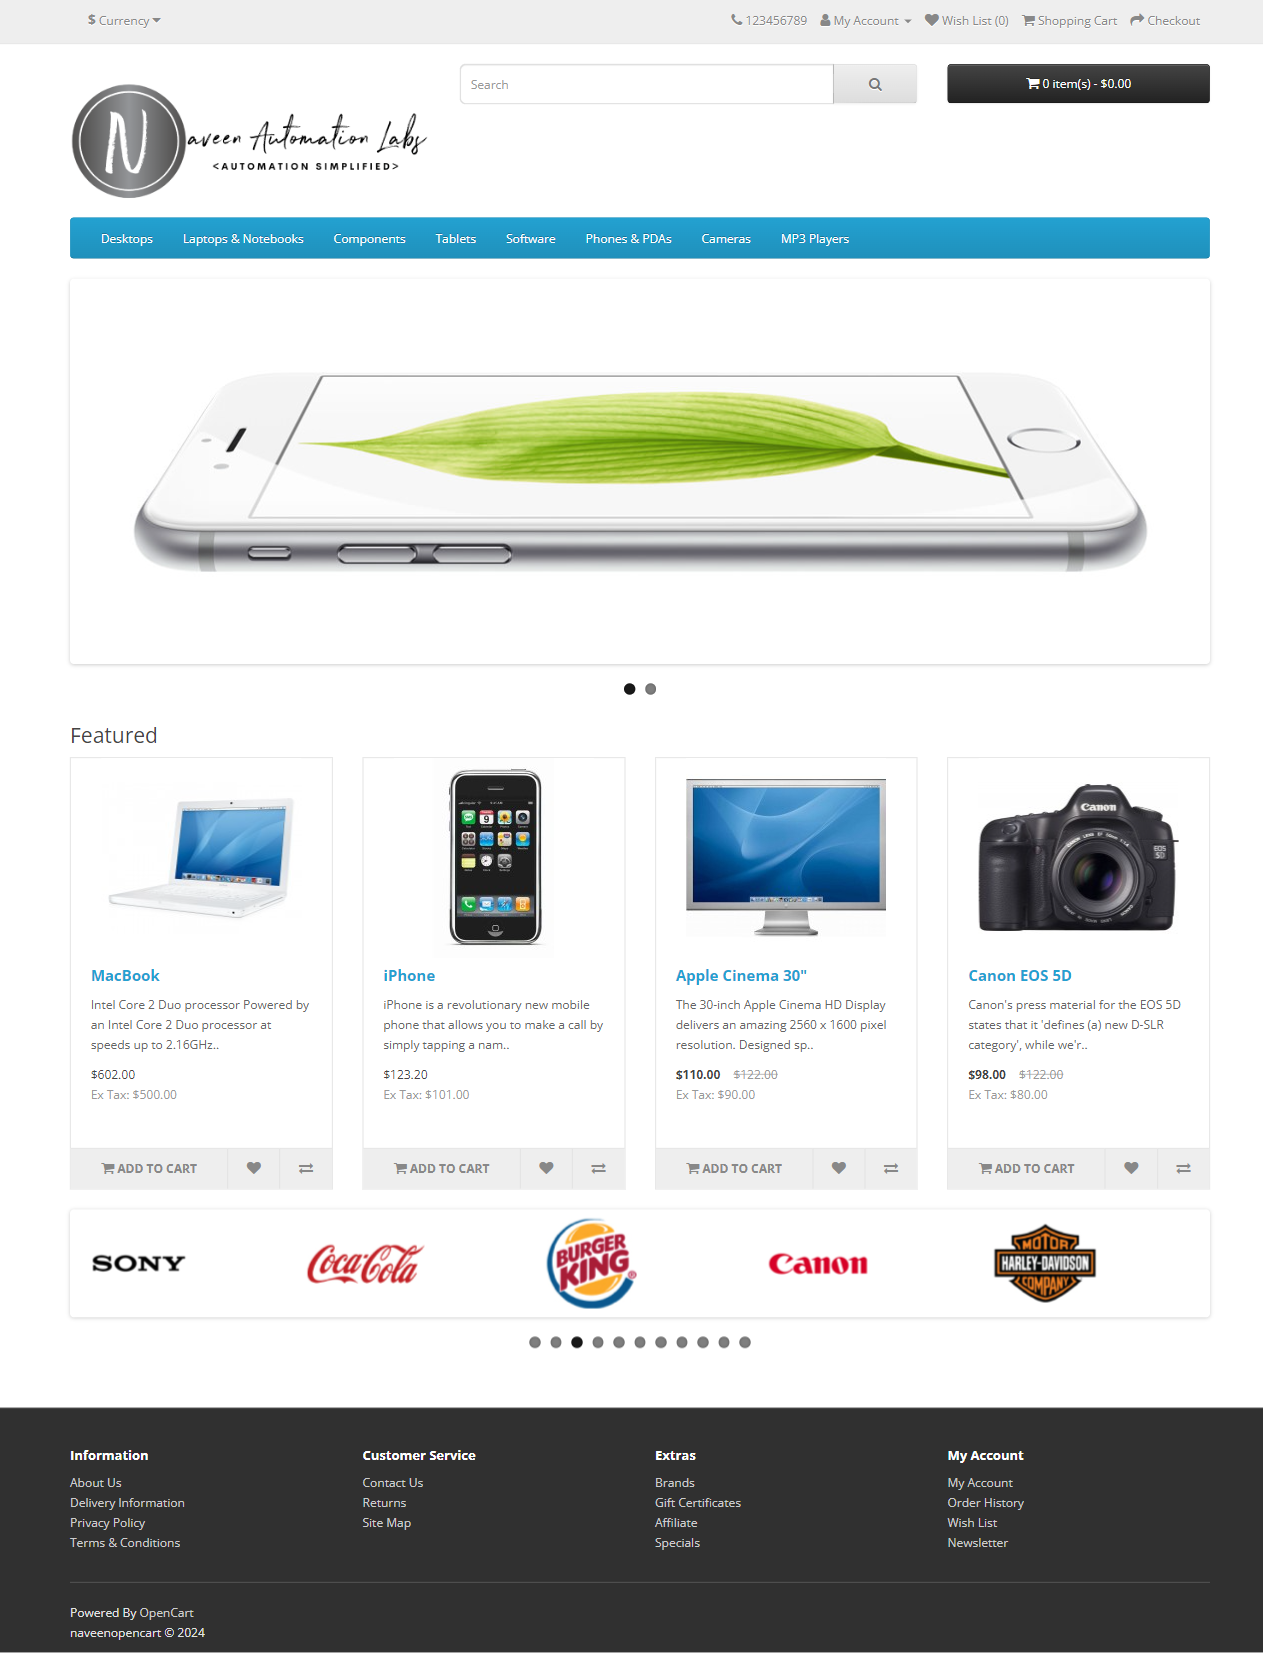 $ Currency
123456789
My Account
Wish List (0)
Shopping Cart
Checkout
Search
0 item(s) - $0.00
N
aveen Automation Labs
<AUTOMATION SIMPLIFIED>
Desktops
Laptops & Notebooks
Components
Tablets
Software
Phones & PDAs
Cameras
MP3 Players
Featured
Canon
EOS
5D
MacBook
Intel Core 2 Duo processor Powered by
an Intel Core 2 Duo processor at
speeds up to 2.16GHz..
$602.00
Ex Tax: $500.00
ADD TO CART
iPhone
iPhone is a revolutionary new mobile
phone that allows you to make a call by
simply tapping a nam..
$123.20
Ex Tax: $101.00
ADD TO CART
Apple Cinema 30"
The 30-inch Apple Cinema HD Display
delivers an amazing 2560 x 1600 pixel
resolution. Designed sp..
$110.00 $122.00
Ex Tax: $90.00
ADD TO CART
Canon EOS 5D
Canon's press material for the EOS 5D
states that it 'defines (a) new D-SLR
category', while we'r..
$98.00 $122.00
Ex Tax: $80.00
ADD TO CART
SONY
Coca-Cola
BURGER
KING
Canon
MOTOR
HARLEY-DAVIDSON
COMPANY
Information
About Us
Delivery Information
Privacy Policy
Terms & Conditions
Customer Service
Contact Us
Returns
Site Map
Extras
Brands
Gift Certificates
Affiliate
Specials
My Account
My Account
Order History
Wish List
Newsletter
Powered By OpenCart
naveenopencart © 2024